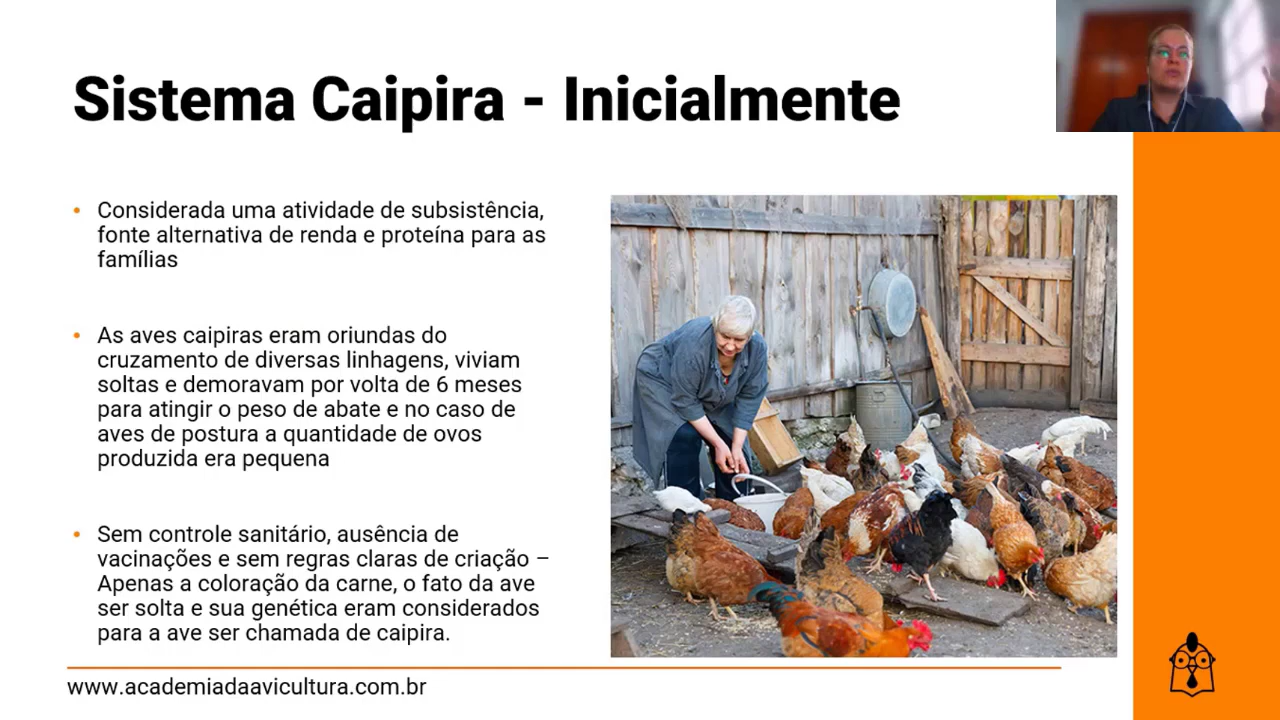 Sistema Caipira - Inicialmente
• Considerada uma atividade de subsistência,
fonte alternativa de renda e proteína para as
famílias
• As aves caipiras eram oriundas do
cruzamento de diversas linhagens, viviam
soltas e demoravam por volta de 6 meses
para atingir o peso de abate e no caso de
aves de postura a quantidade de ovos
produzida era pequena
• Sem controle sanitário, ausência de
vacinações e sem regras claras de criação –
Apenas a coloração da carne, o fato da ave
ser solta e sua genética eram considerados
para a ave ser chamada de caipira.
www.academiadaavicultura.com.br